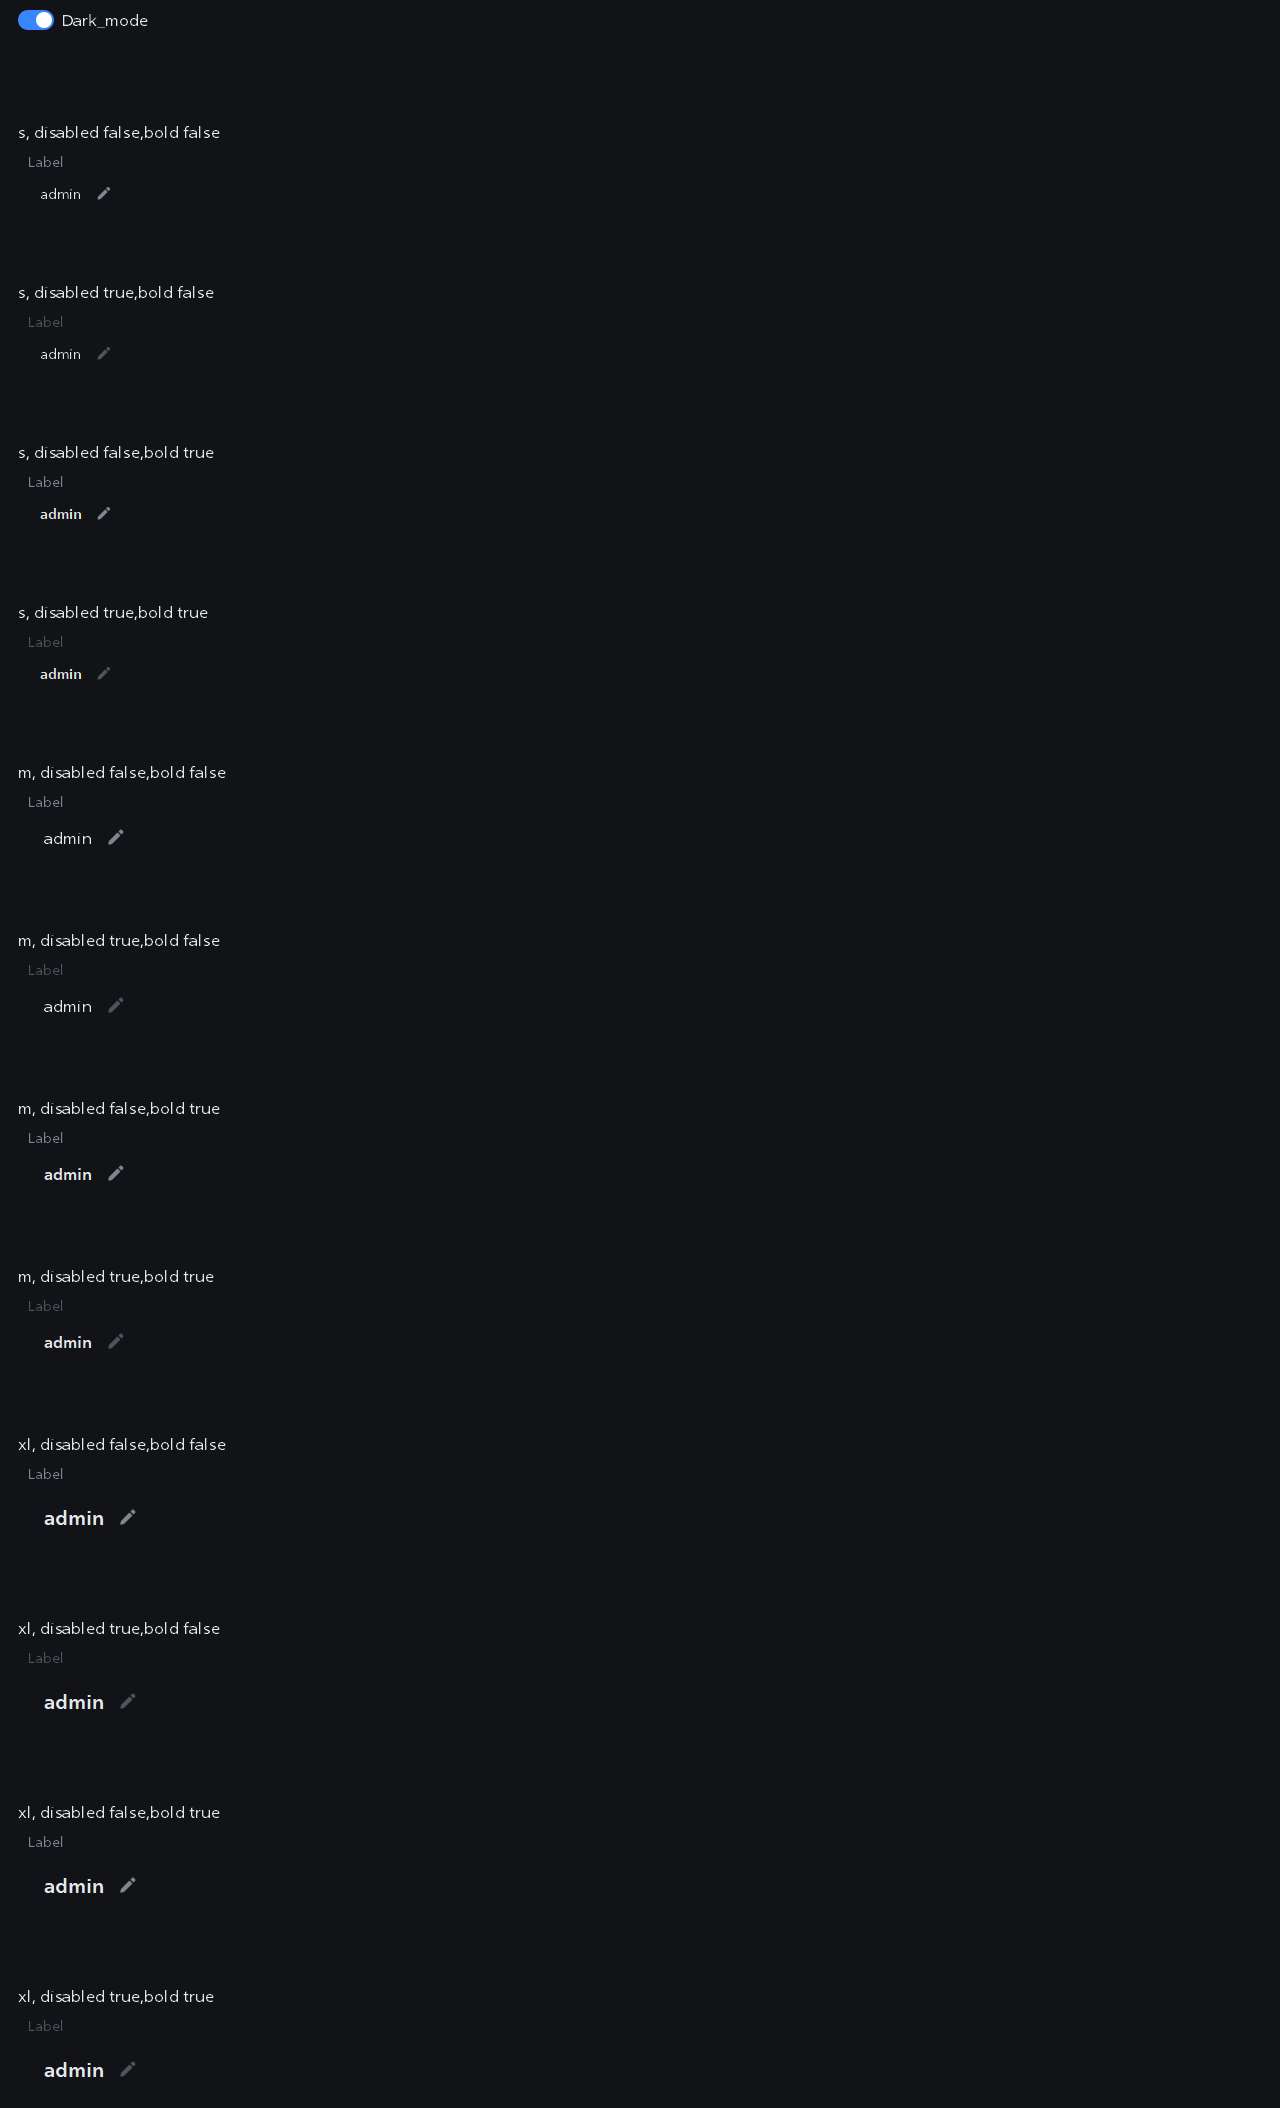 Dark_mode
s, disabled false,bold false
Label
admin
s, disabled true,bold false
Label
admin
s, disabled false,bold true
Label
admin
s, disabled true,bold true
Label
admin
m, disabled false,bold false
Label
admin
m, disabled true,bold false
Label
admin
m, disabled false,bold true
Label
admin
m, disabled true,bold true
Label
admin
xl, disabled false,bold false
Label
admin
xl, disabled true,bold false
Label
admin
xl, disabled false,bold true
Label
admin
xl, disabled true,bold true
Label
admin